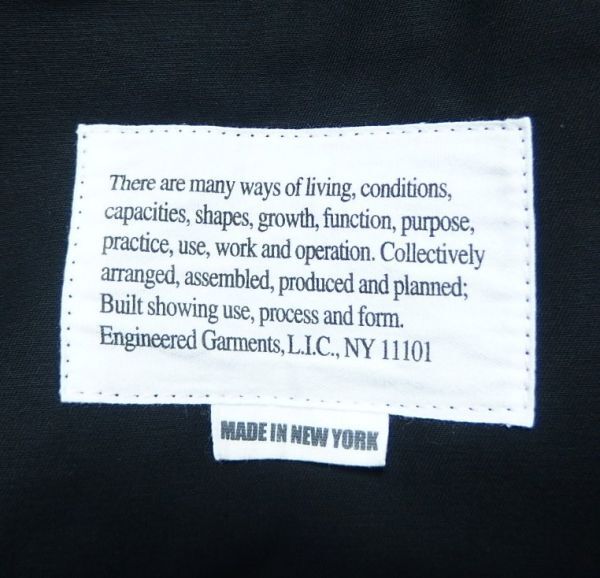 There are many ways of living, conditions,
capacities, shapes, growth, function, purpose,
practice, use, work and operation. Collectively
arranged, assembled, produced and planned;
Built showing use, process and form.
Engineered Garments, L.I.C., NY 11101
MADE IN NEW YORK